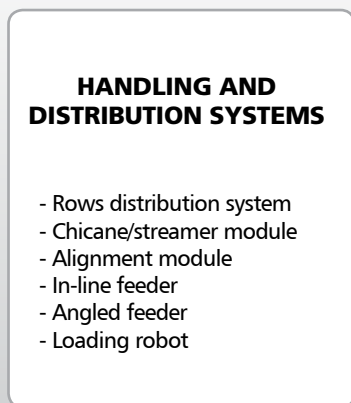 HANDLING AND
DISTRIBUTION SYSTEMS
- Rows distribution system
- Chicane/streamer module
- Alignment module
- In-line feeder
- Angled feeder
- Loading robot